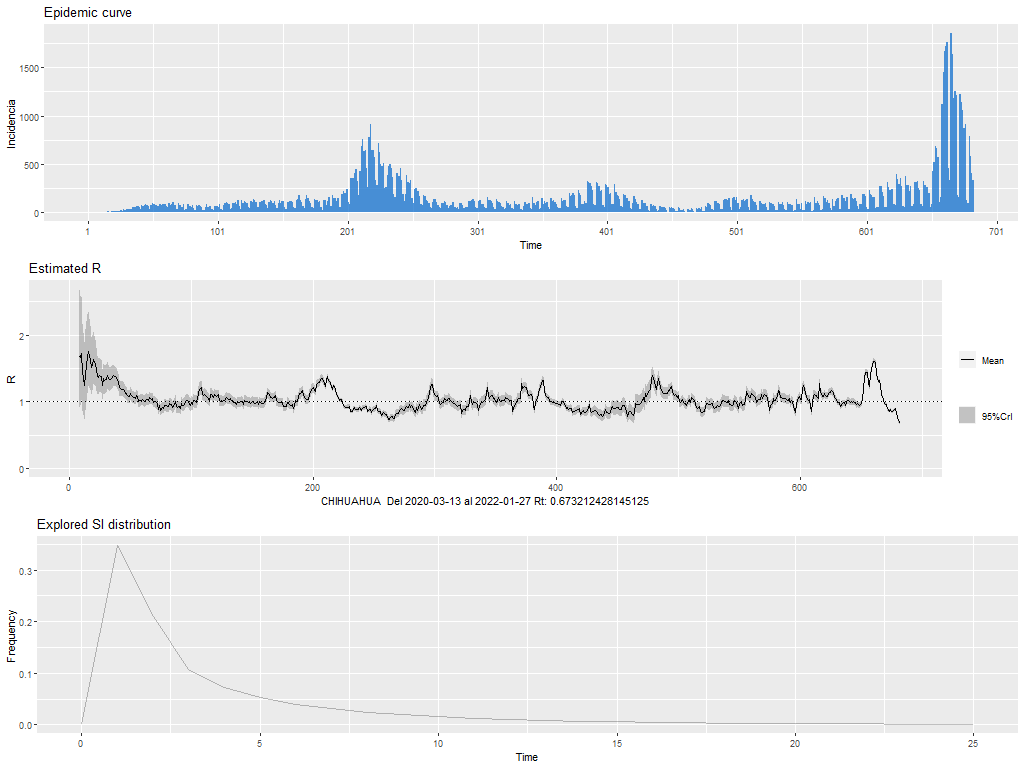 Epidemic curve
1500
1000
500
0
Incidencia
1 101 201 301 401 501 601 701
Time
Estimated R
2
1
0
R
Mean
95%CrI
0 200 400 600
CHIHUAHUA Del 2020-03-13 al 2022-01-27 Rt: 0.673212428145125
Explored SI distribution
0.3
0.2
0.1
0.0
Frequency
0 5 10 15 20 25
Time